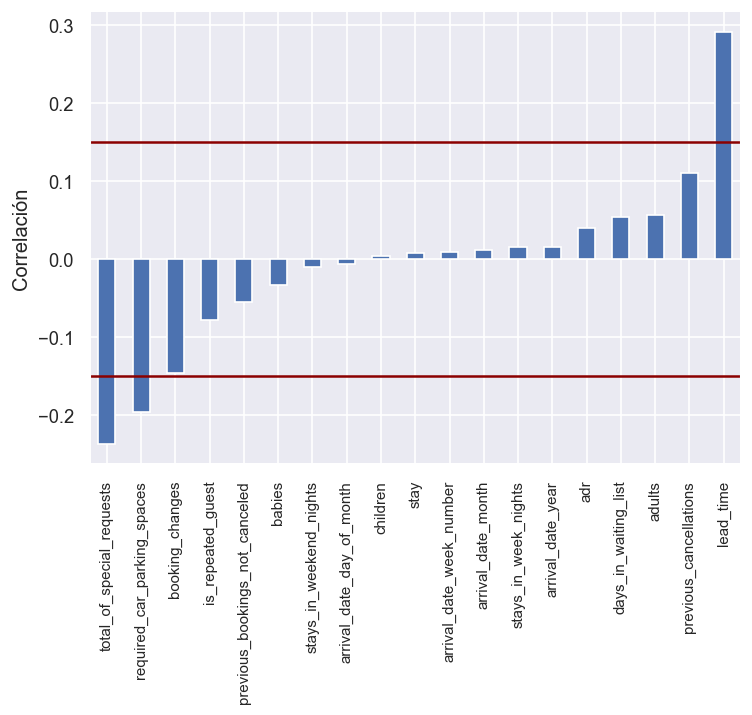 0.3
0.2
0.1
0.0
−0.1
−0.2
Correlación
total_of_special_requests
required_car_parking_spaces
booking_changes
is_repeated_guest
previous_bookings_not_canceled
babies
stays_in_weekend_nights
arrival_date_day_of_month
children
stay
arrival_date_week_number
arrival_date_month
stays_in_week_nights
arrival_date_year
adr
days_in_waiting_list
adults
previous_cancellations
lead_time